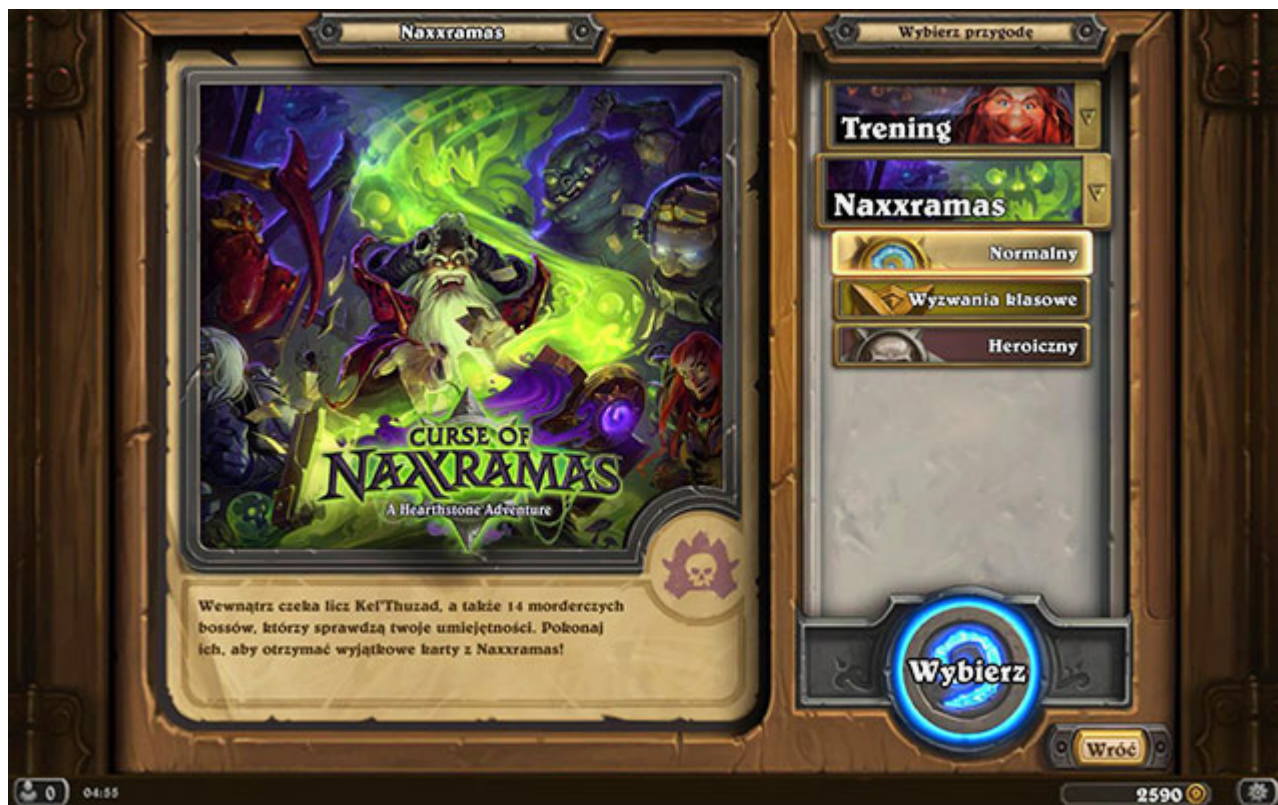 Naxxramas
CURSE OF
NAXXRAMAS
A Hearthstone Adventure
Wewnątrz czeka licz Kel'Thuzad, a także 14 morderczych
bossów, którzy sprawdzą twoje umiejętności. Pokonaj
ich, aby otrzymać wyjątkowe karty z Naxxramas!
Wybierz przygodę
Trening
Naxxramas
Normalny
Wyzwania klasowe
Heroiczny
Wybierz
Wróć
0
04:55
2590